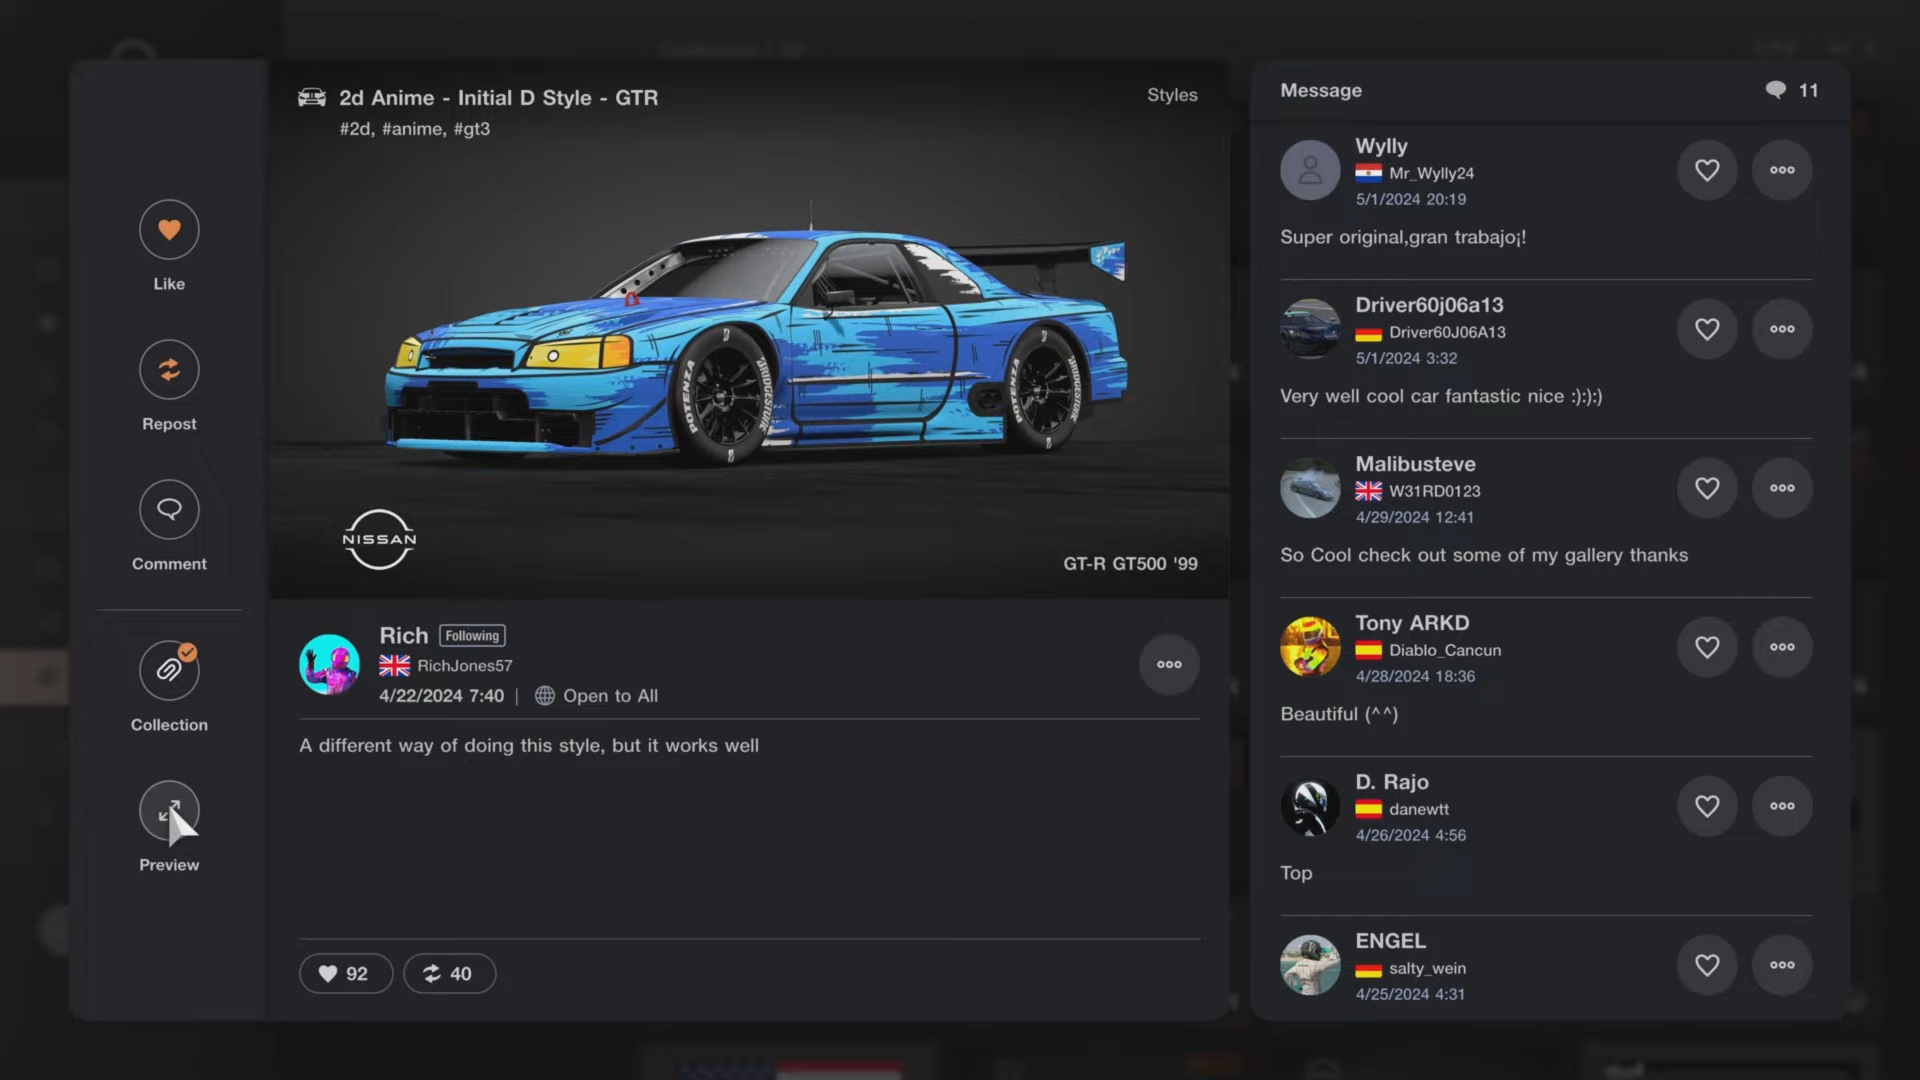 2d Anime - Initial D Style - GTR
Styles
#2d, #anime, #gt3
Like
Repost
Comment
Collection
Preview
POTENZA
BRIDGESTONE
POTENZA
BRIDGESTONE
NISSAN
GT-R GT500 '99
Rich Following
RichJones57
4/22/2024 7:40 | Open to All
A different way of doing this style, but it works well
92 40
Message 11
Wylly
Mr_Wylly24
5/1/2024 20:19
Super original,gran trabajo¡!
Driver60j06a13
Driver60J06A13
5/1/2024 3:32
Very well cool car fantastic nice :):):)
Malibusteve
W31RD0123
4/29/2024 12:41
So Cool check out some of my gallery thanks
Tony ARKD
Diablo_Cancun
4/28/2024 18:36
Beautiful (^^)
D. Rajo
danewtt
4/26/2024 4:56
Top
ENGEL
salty_wein
4/25/2024 4:31